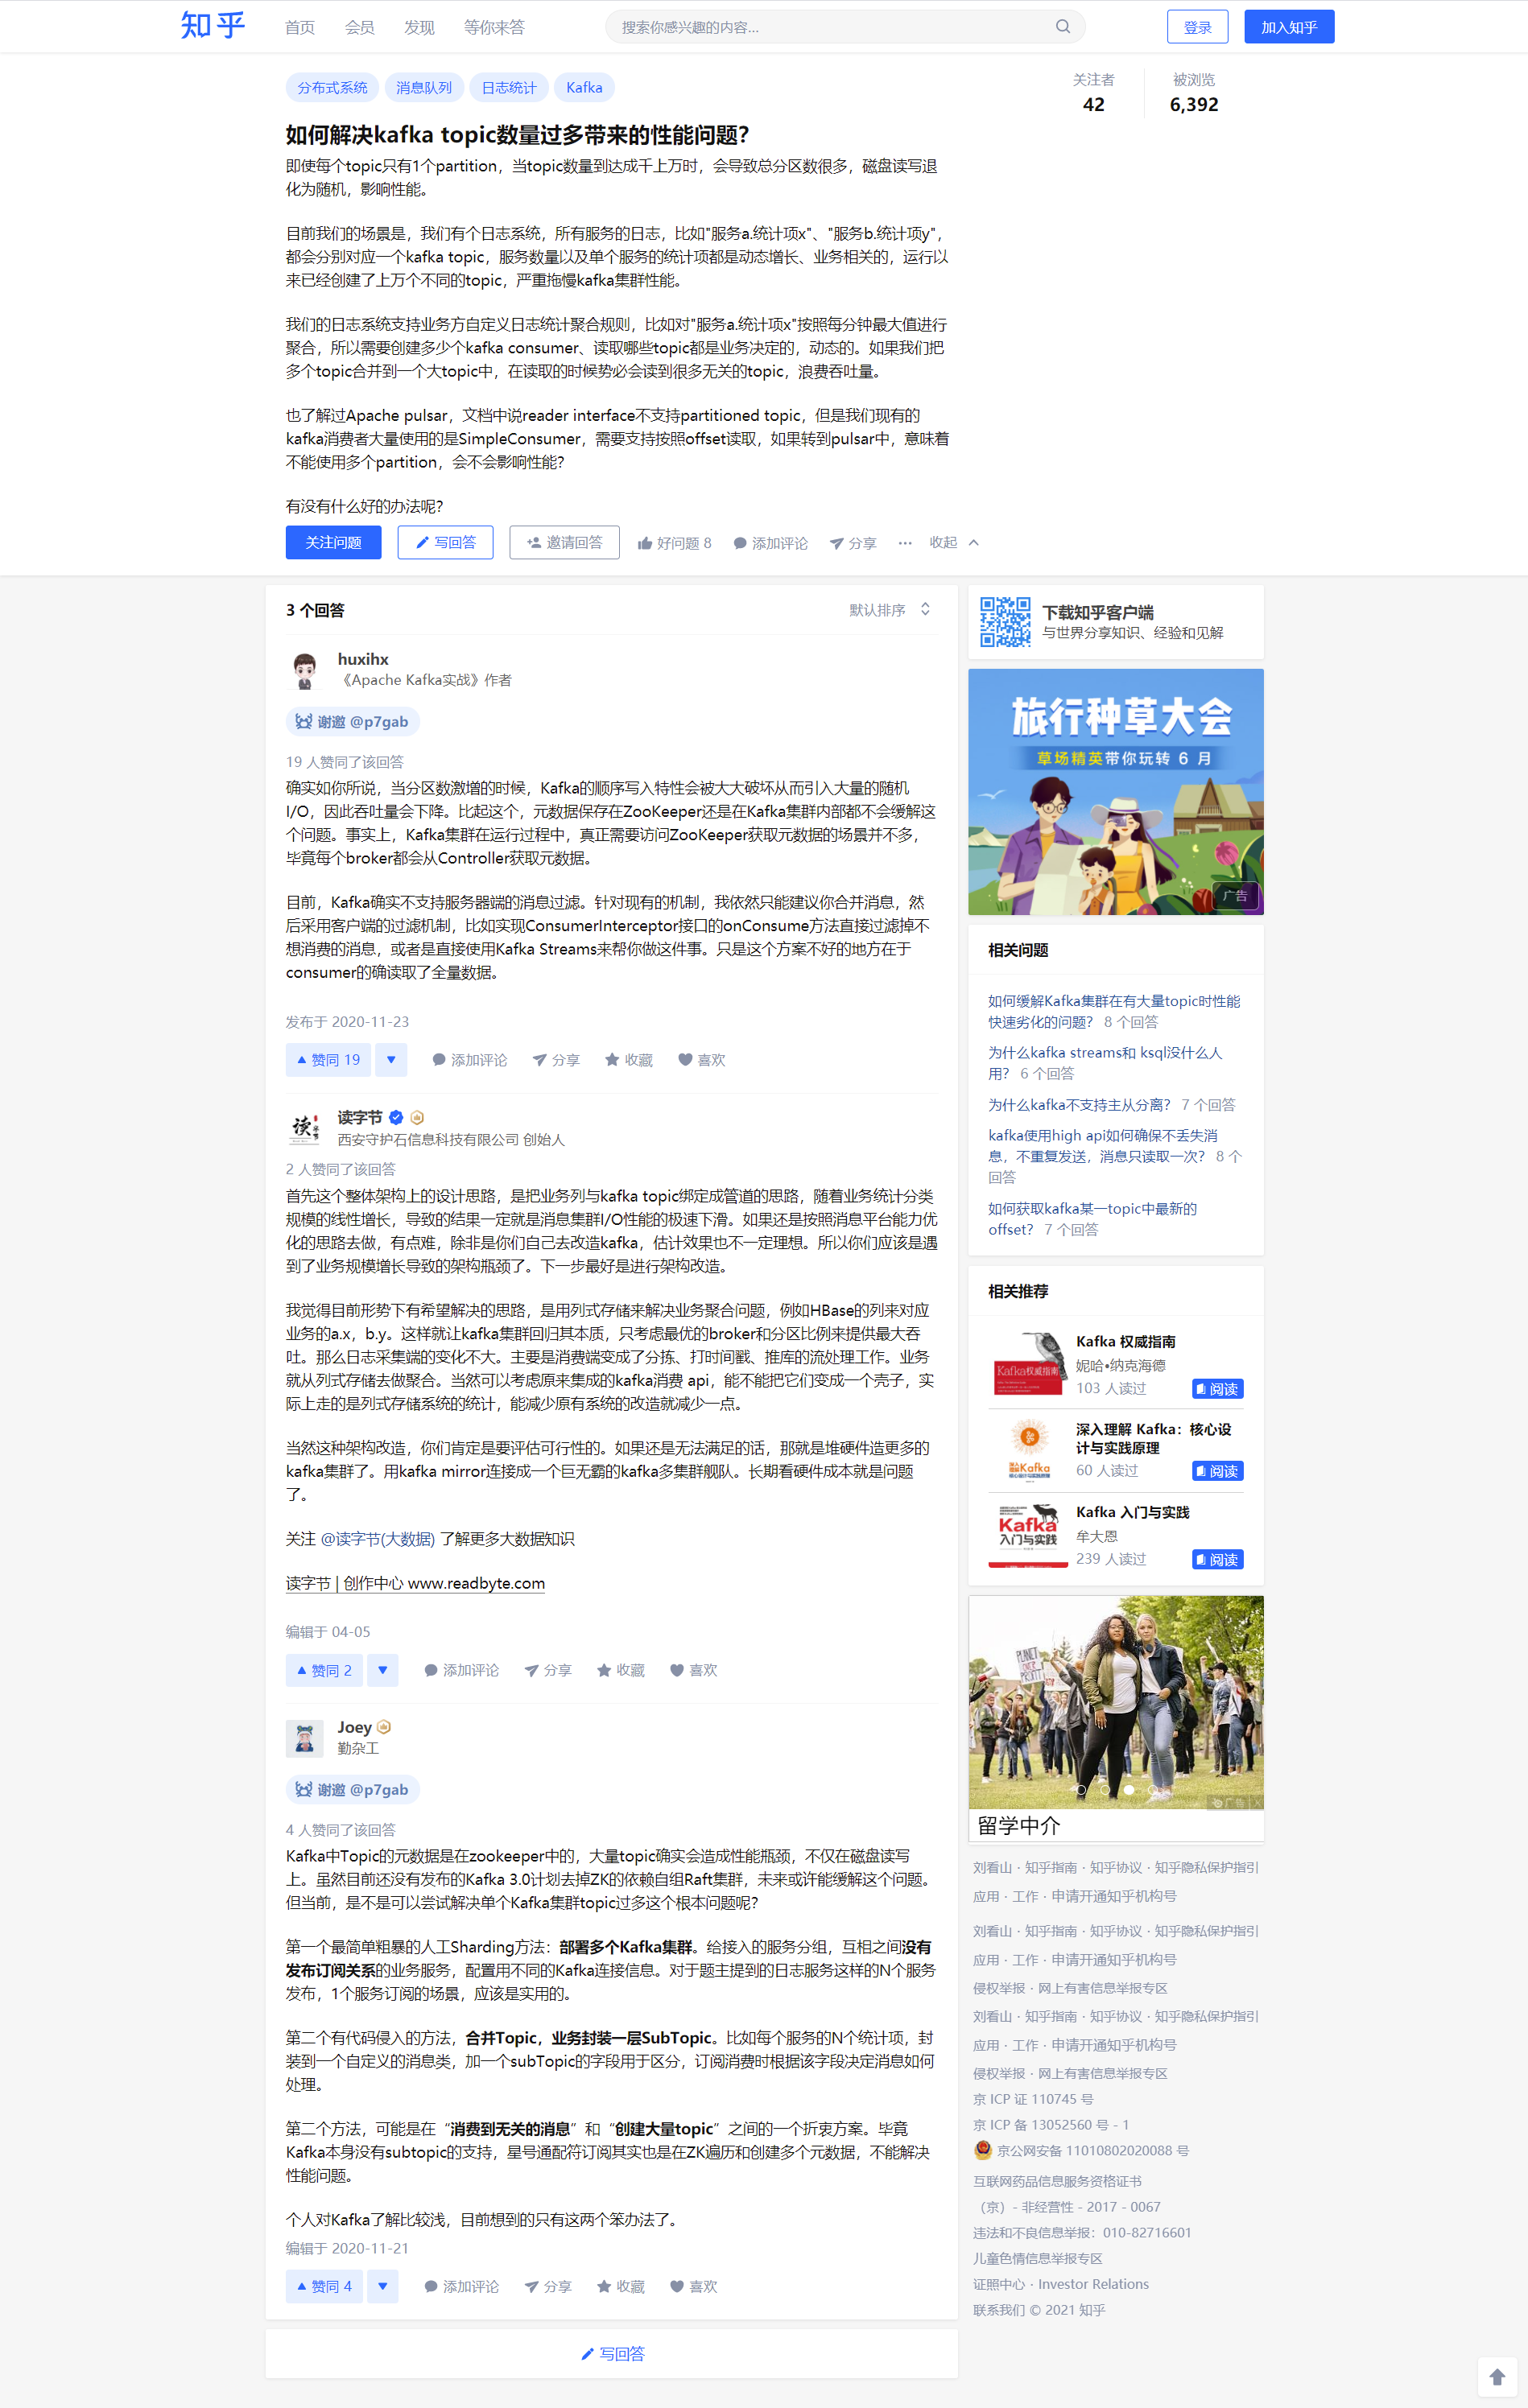 知乎
首页
会员
发现
等你来答
搜索你感兴趣的内容...
登录
加入知乎
分布式系统
消息队列
日志统计
Kafka
关注者
42
被浏览
6,392
如何解决kafka topic数量过多带来的性能问题？
即使每个topic只有1个partition，当topic数量到达成千上万时，会导致总分区数很多，磁盘读写退
化为随机，影响性能。
目前我们的场景是，我们有个日志系统，所有服务的日志，比如"服务a.统计项x"、"服务b.统计项y"，
都会分别对应一个kafka topic，服务数量以及单个服务的统计项都是动态增长、业务相关的，运行以
来已经创建了上万个不同的topic，严重拖慢kafka集群性能。
我们的日志系统支持业务方自定义日志统计聚合规则，比如对"服务a.统计项x"按照每分钟最大值进行
聚合，所以需要创建多少个kafka consumer、读取哪些topic都是业务决定的，动态的。如果我们把
多个topic合并到一个大topic中，在读取的时候势必会读到很多无关的topic，浪费吞吐量。
也了解过Apache pulsar，文档中说reader interface不支持partitioned topic，但是我们现有的
kafka消费者大量使用的是SimpleConsumer，需要支持按照offset读取，如果转到pulsar中，意味着
不能使用多个partition，会不会影响性能？
有没有什么好的办法呢？
关注问题
写回答
邀请回答
好问题 8
添加评论
分享
收起
3 个回答
默认排序
huxihx
《Apache Kafka实战》作者
谢邀 @p7gab
19 人赞同了该回答
确实如你所说，当分区数激增的时候，Kafka的顺序写入特性会被大大破坏从而引入大量的随机
I/O，因此吞吐量会下降。比起这个，元数据保存在ZooKeeper还是在Kafka集群内部都不会缓解这
个问题。事实上，Kafka集群在运行过程中，真正需要访问ZooKeeper获取元数据的场景并不多，
毕竟每个broker都会从Controller获取元数据。
目前，Kafka确实不支持服务器端的消息过滤。针对现有的机制，我依然只能建议你合并消息，然
后采用客户端的过滤机制，比如实现ConsumerInterceptor接口的onConsume方法直接过滤掉不
想消费的消息，或者是直接使用Kafka Streams来帮你做这件事。只是这个方案不好的地方在于
consumer的确读取了全量数据。
发布于 2020-11-23
赞同 19
添加评论
分享
收藏
喜欢
读字节
西安守护石信息科技有限公司 创始人
2 人赞同了该回答
首先这个整体架构上的设计思路，是把业务列与kafka topic绑定成管道的思路，随着业务统计分类
规模的线性增长，导致的结果一定就是消息集群I/O性能的极速下滑。如果还是按照消息平台能力优
化的思路去做，有点难，除非是你们自己去改造kafka，估计效果也不一定理想。所以你们应该是遇
到了业务规模增长导致的架构瓶颈了。下一步最好是进行架构改造。
我觉得目前形势下有希望解决的思路，是用列式存储来解决业务聚合问题，例如HBase的列来对应
业务的a.x，b.y。这样就让kafka集群回归其本质，只考虑最优的broker和分区比例来提供最大吞
吐。那么日志采集端的变化不大。主要是消费端变成了分拣、打时间戳、推库的流处理工作。业务
就从列式存储去做聚合。当然可以考虑原来集成的kafka消费 api，能不能把它们变成一个壳子，实
际上走的是列式存储系统的统计，能减少原有系统的改造就减少一点。
当然这种架构改造，你们肯定是要评估可行性的。如果还是无法满足的话，那就是堆硬件造更多的
kafka集群了。用kafka mirror连接成一个巨无霸的kafka多集群舰队。长期看硬件成本就是问题
了。
关注 @读字节(大数据) 了解更多大数据知识
读字节 | 创作中心 www.readbyte.com
编辑于 04-05
赞同 2
添加评论
分享
收藏
喜欢
Joey
勤杂工
谢邀 @p7gab
4 人赞同了该回答
Kafka中Topic的元数据是在zookeeper中的，大量topic确实会造成性能瓶颈，不仅在磁盘读写
上。虽然目前还没有发布的Kafka 3.0计划去掉ZK的依赖自组Raft集群，未来或许能缓解这个问题。
但当前，是不是可以尝试解决单个Kafka集群topic过多这个根本问题呢？
第一个最简单粗暴的人工Sharding方法：部署多个Kafka集群。给接入的服务分组，互相之间没有
发布订阅关系的业务服务，配置用不同的Kafka连接信息。对于题主提到的日志服务这样的N个服务
发布，1个服务订阅的场景，应该是实用的。
第二个有代码侵入的方法，合并Topic，业务封装一层SubTopic。比如每个服务的N个统计项，封
装到一个自定义的消息类，加一个subTopic的字段用于区分，订阅消费时根据该字段决定消息如何
处理。
第二个方法，可能是在“消费到无关的消息”和“创建大量topic”之间的一个折衷方案。毕竟
Kafka本身没有subtopic的支持，星号通配符订阅其实也是在ZK遍历和创建多个元数据，不能解决
性能问题。
个人对Kafka了解比较浅，目前想到的只有这两个笨办法了。
编辑于 2020-11-21
赞同 4
添加评论
分享
收藏
喜欢
写回答
下载知乎客户端
与世界分享知识、经验和见解
旅行种草大会
草场精英带你玩转 6 月
广告
相关问题
如何缓解Kafka集群在有大量topic时性能
快速劣化的问题？ 8 个回答
为什么kafka streams和 ksql没什么人
用？ 6 个回答
为什么kafka不支持主从分离？ 7 个回答
kafka使用high api如何确保不丢失消
息，不重复发送，消息只读取一次？ 8 个
回答
如何获取kafka某一topic中最新的
offset？ 7 个回答
相关推荐
Kafka权威指南
Kafka 权威指南
妮哈•纳克海德
103 人读过
阅读
深入理解Kafka
核心设计与实践原理
深入理解 Kafka：核心设
计与实践原理
60 人读过
阅读
Kafka
入门与实践
Kafka 入门与实践
牟大恩
239 人读过
阅读
PLANET
OVER
PROFIT
广告
留学中介
刘看山 · 知乎指南 · 知乎协议 · 知乎隐私保护指引
应用 · 工作 · 申请开通知乎机构号
刘看山 · 知乎指南 · 知乎协议 · 知乎隐私保护指引
应用 · 工作 · 申请开通知乎机构号
侵权举报 · 网上有害信息举报专区
刘看山 · 知乎指南 · 知乎协议 · 知乎隐私保护指引
应用 · 工作 · 申请开通知乎机构号
侵权举报 · 网上有害信息举报专区
京 ICP 证 110745 号
京 ICP 备 13052560 号 - 1
京公网安备 11010802020088 号
互联网药品信息服务资格证书
（京）- 非经营性 - 2017 - 0067
违法和不良信息举报：010-82716601
儿童色情信息举报专区
证照中心 · Investor Relations
联系我们 © 2021 知乎